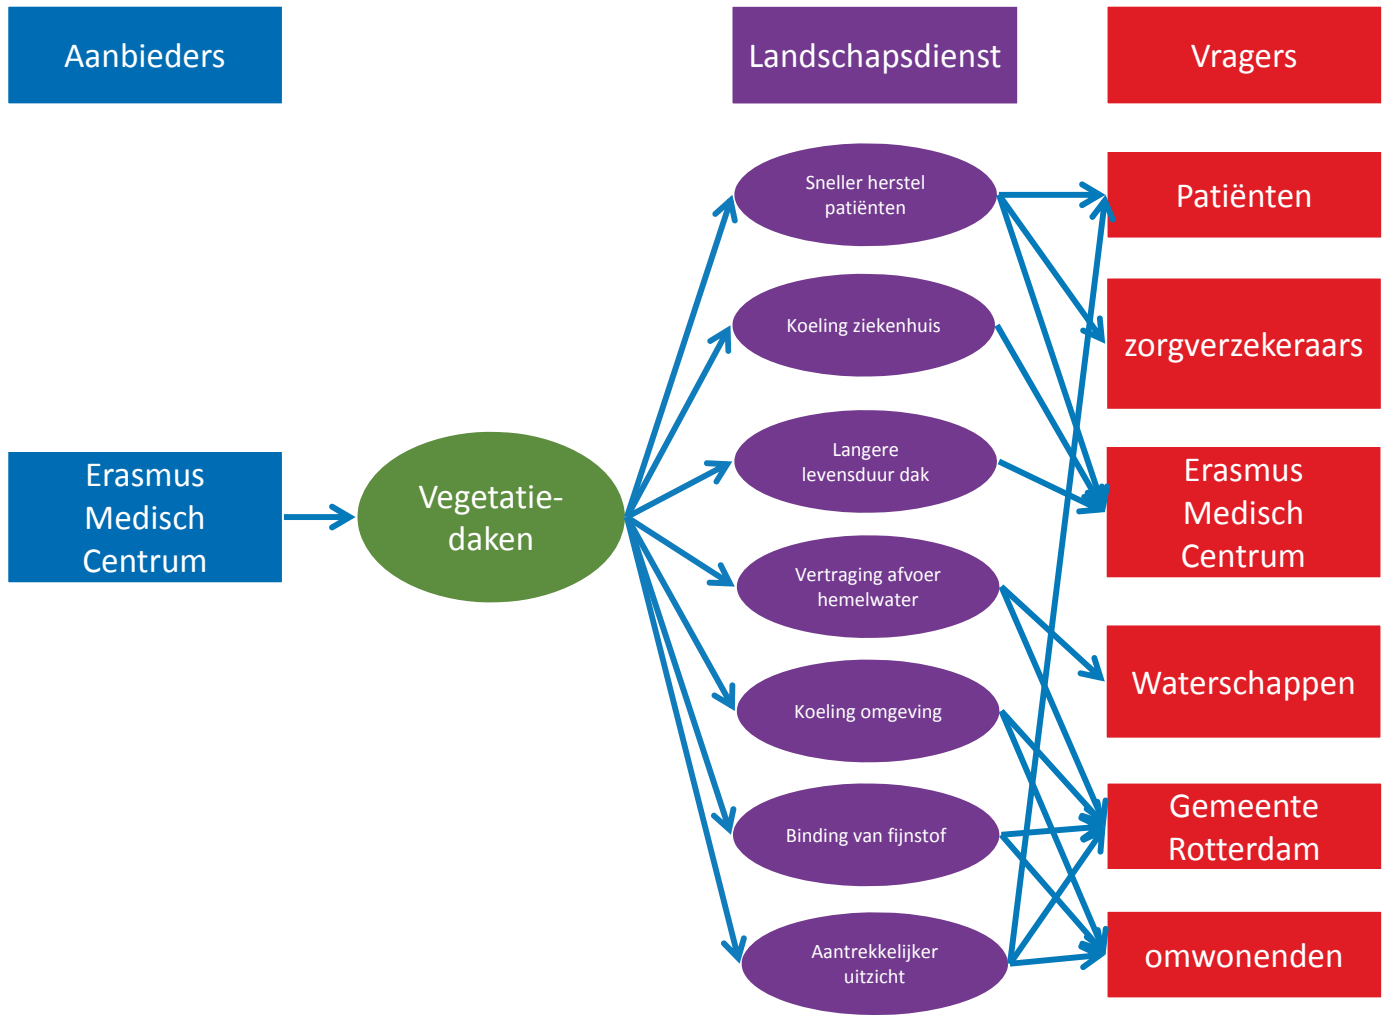 Aanbieders
Landschapsdienst
Vragers
Erasmus
Medisch
Centrum
Vegetatie-
daken
Sneller herstel
patiënten
Koeling ziekenhuis
Langere
levensduur dak
Vertraging afvoer
hemelwater
Koeling omgeving
Binding van fijnstof
Aantrekkelijker
uitzicht
Patiënten
zorgverzekeraars
Erasmus
Medisch
Centrum
Waterschappen
Gemeente
Rotterdam
omwonenden